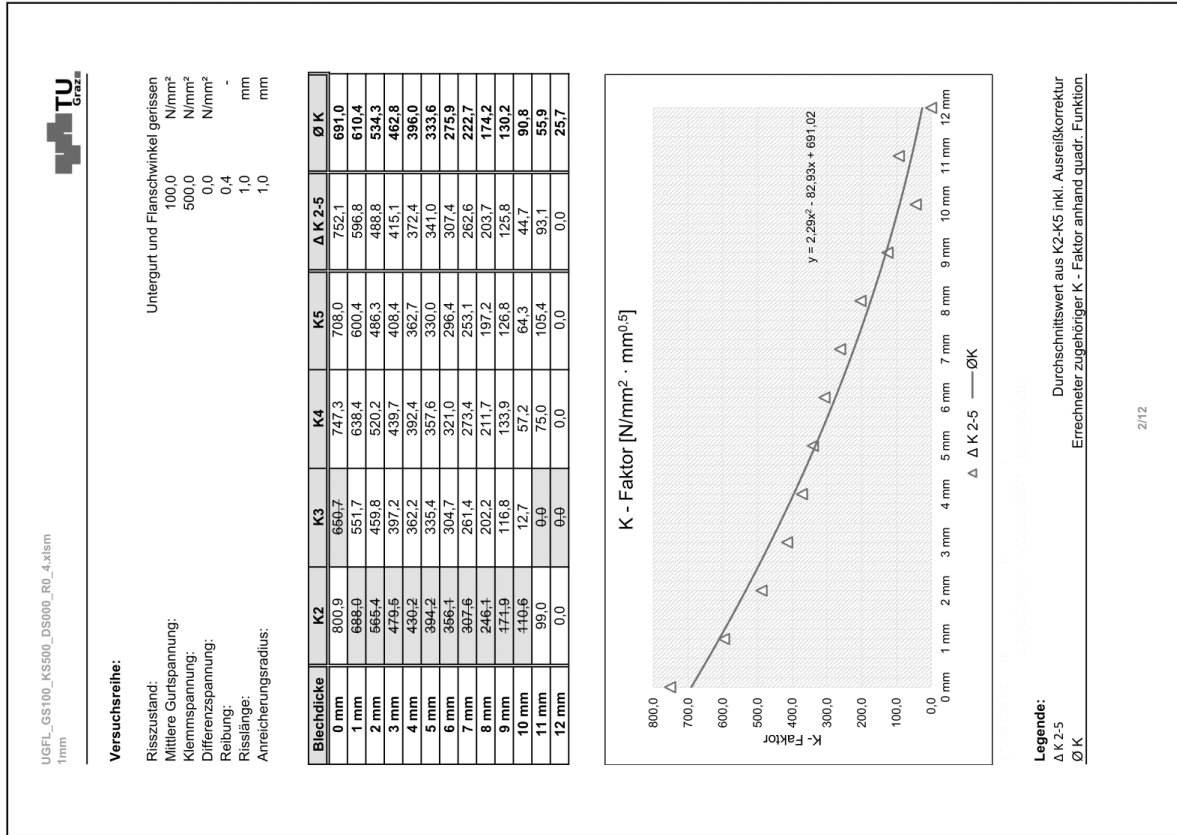 UGFL_GS100_KS500_DS000_R0_4.xlsm
1mm
TU
Graz
Versuchsreihe:
Risszustand: Untergurt und Flanschwinkel gerissen
Mittlere Gurtspannung: 100,0 N/mm²
Klemmspannung: 500,0 N/mm²
Differenzspannung: 0,0 N/mm²
Reibung: 0,4 -
Risslänge: 1,0 mm
Anreicherungsradius: 1,0 mm
Blechdicke K2 K3 K4 K5 Δ K 2-5 Ø K
0 mm 800,9 650,7 747,3 708,0 752,1 691,0
1 mm 688,0 551,7 638,4 600,4 596,8 610,4
2 mm 565,4 459,8 520,2 486,3 488,8 534,3
3 mm 479,5 397,2 439,7 408,4 415,1 462,8
4 mm 430,2 362,2 392,4 362,7 372,4 396,0
5 mm 394,2 335,4 357,6 330,0 341,0 333,6
6 mm 356,1 304,7 321,0 296,4 307,4 275,9
7 mm 307,6 261,4 273,4 253,1 262,6 222,7
8 mm 246,1 202,2 211,7 197,2 203,7 174,2
9 mm 171,9 116,8 133,9 126,8 125,8 130,2
10 mm 110,6 12,7 57,2 64,3 44,7 90,8
11 mm 99,0 0,0 75,0 105,4 93,1 55,9
12 mm 0,0 0,0 0,0 0,0 0,0 25,7
K - Faktor [N/mm² · mm⁰·⁵]
800,0
700,0
600,0
500,0
400,0
300,0
200,0
100,0
0,0
K- Faktor
y = 2,29x² - 82,93x + 691,02
0 mm 1 mm 2 mm 3 mm 4 mm 5 mm 6 mm 7 mm 8 mm 9 mm 10 mm 11 mm 12 mm
Δ K 2-5 ØK
Legende:
Δ K 2-5 Durchschnittswert aus K2-K5 inkl. Ausreißkorrektur
Ø K Errechneter zugehöriger K - Faktor anhand quadr. Funktion
2/12